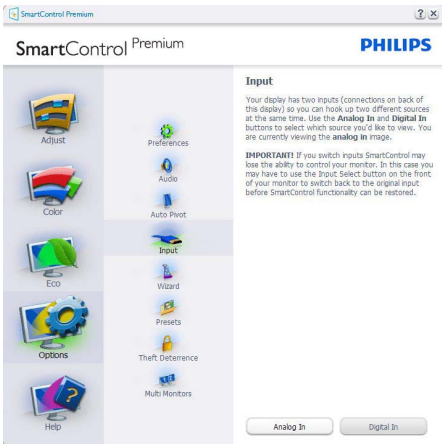 SmartControl Premium
? X
SmartControl Premium
PHILIPS
Adjust
Color
Eco
Options
Help
Preferences
Audio
Auto Pivot
Input
Wizard
Presets
Theft Deterrence
Multi Monitors
Input
Your display has two inputs (connections on back of
this display) so you can hook up two different sources
at the same time. Use the Analog In and Digital In
buttons to select which source you'd like to view. You
are currently viewing the analog in image.
IMPORTANT! If you switch inputs SmartControl may
lose the ability to control your monitor. In this case you
may have to use the Input Select button on the front
of your monitor to switch back to the original input
before SmartControl functionality can be restored.
Analog In
Digital In